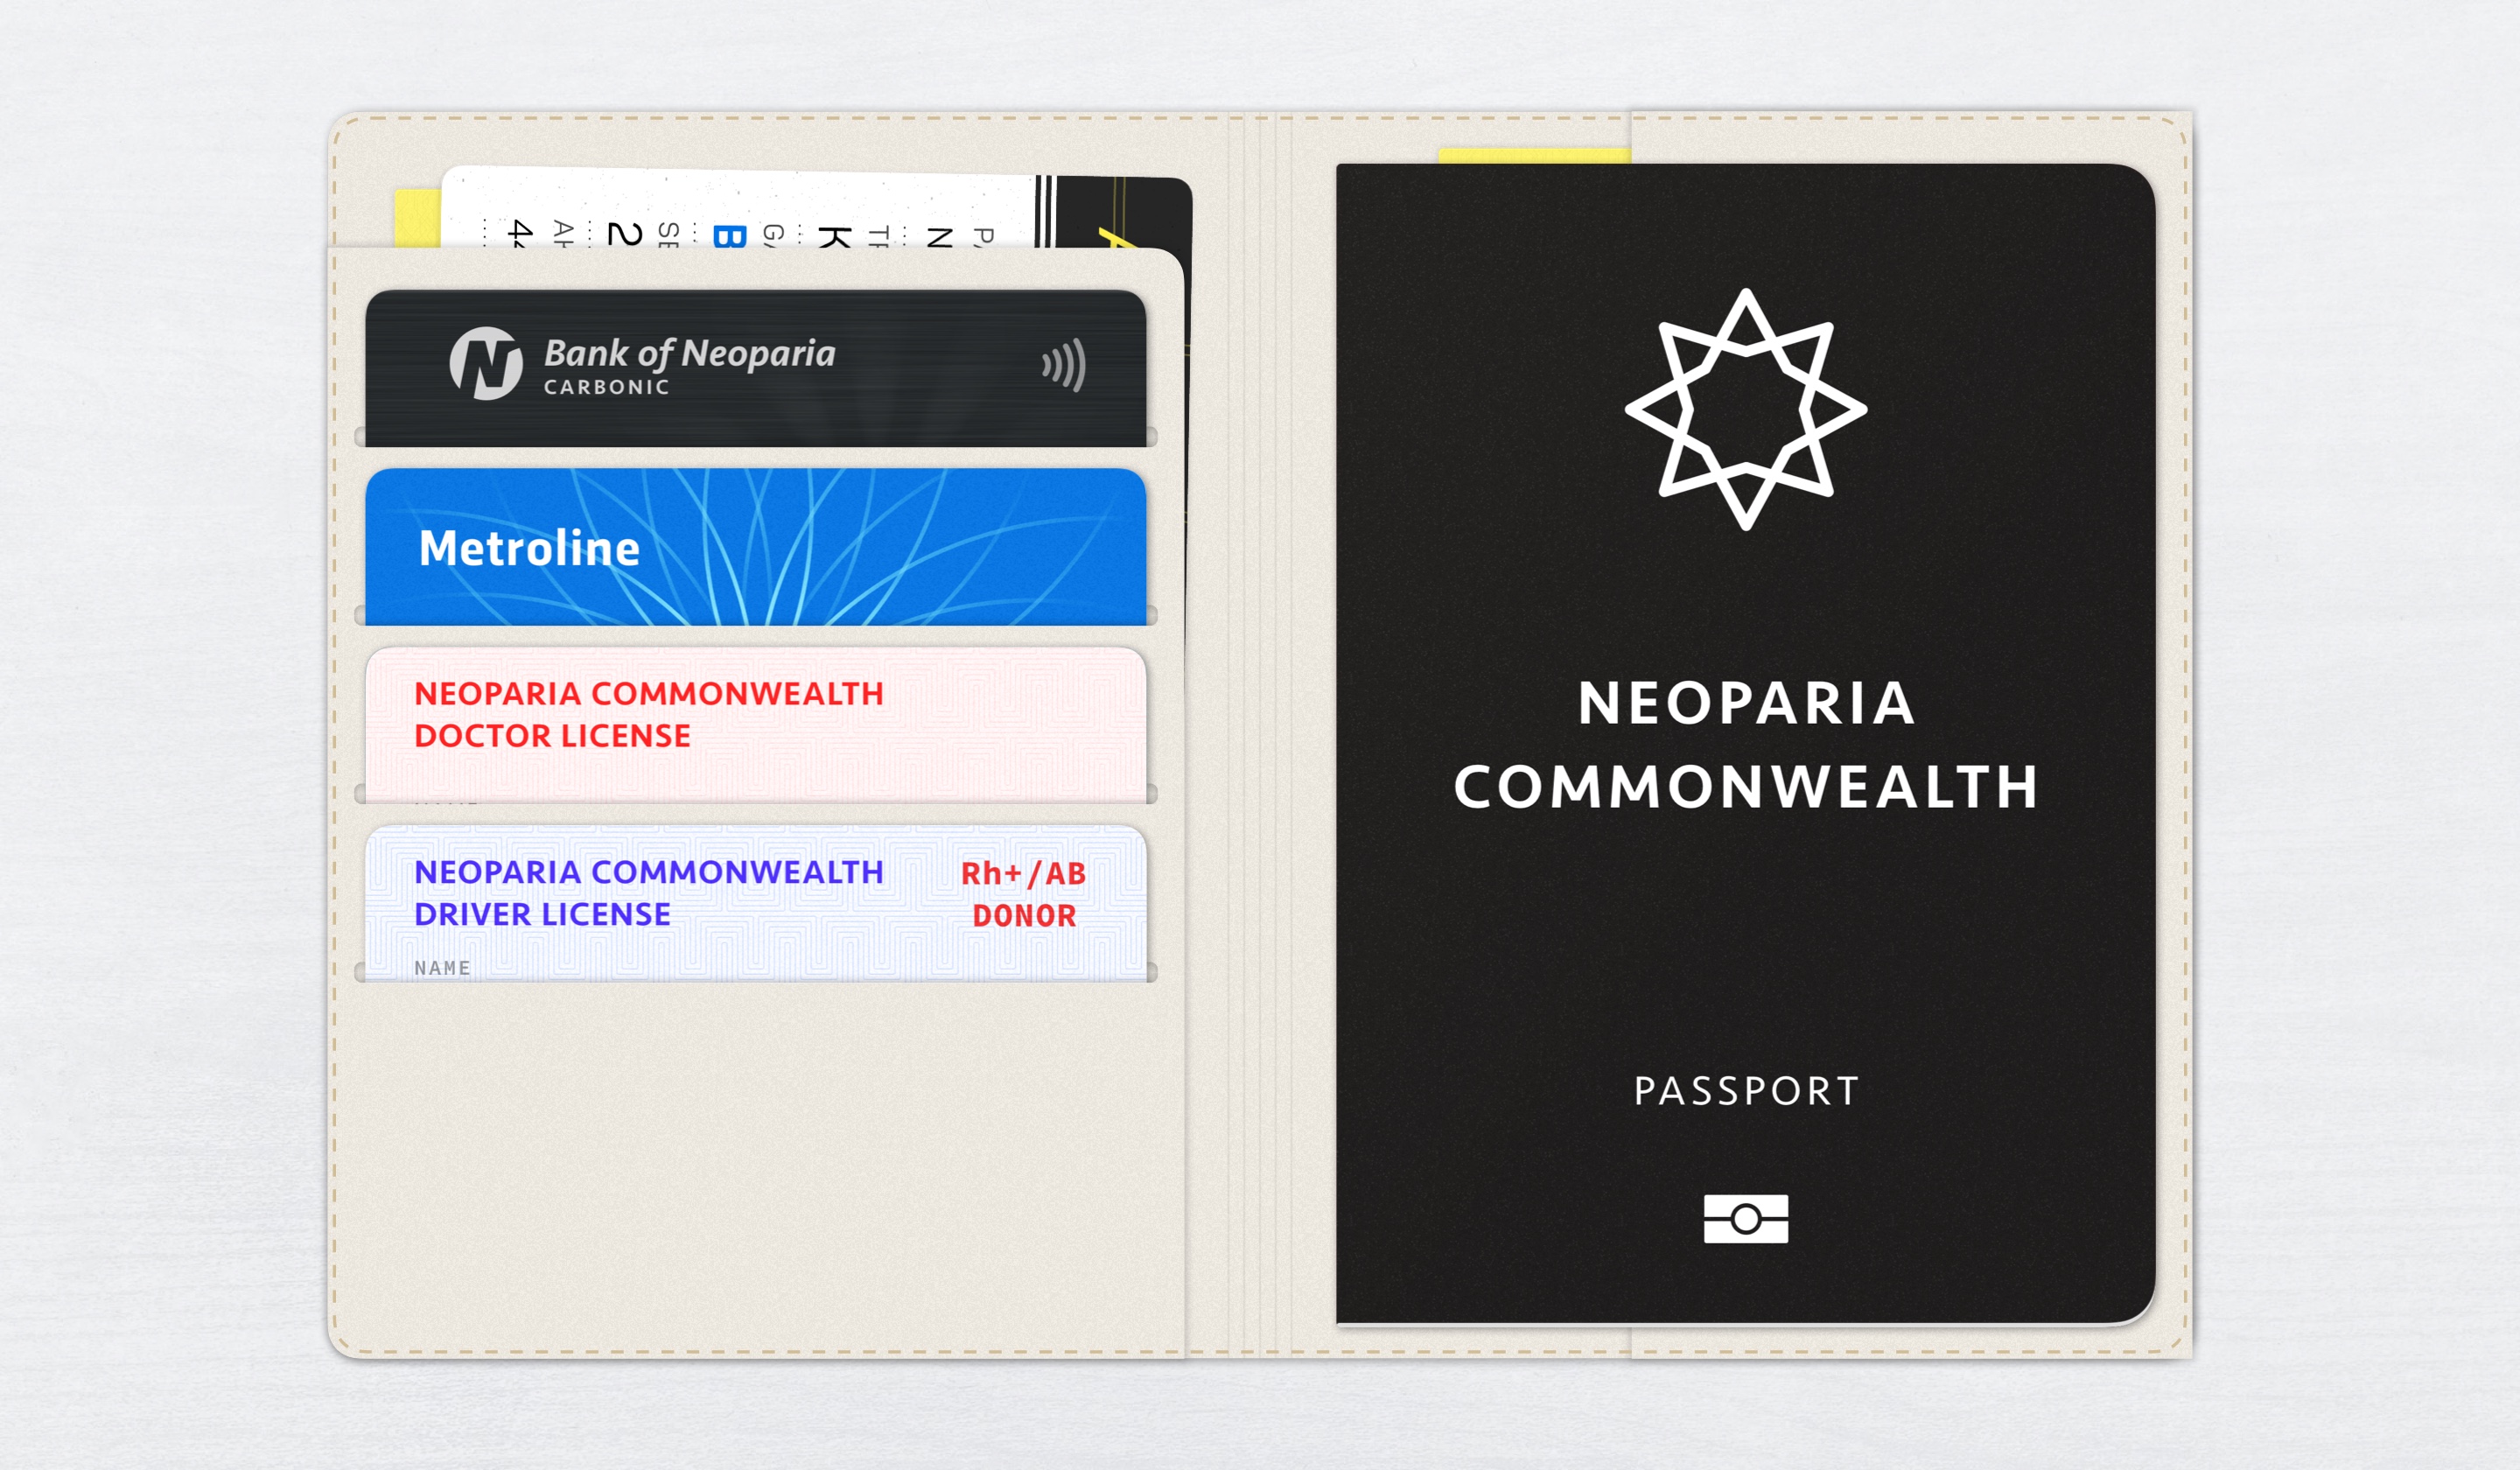 Bank of Neoparia
CARBONIC
Metroline
NEOPARIA COMMONWEALTH
DOCTOR LICENSE
NEOPARIA COMMONWEALTH
DRIVER LICENSE
Rh+/AB
DONOR
NAME
NEOPARIA
COMMONWEALTH
PASSPORT